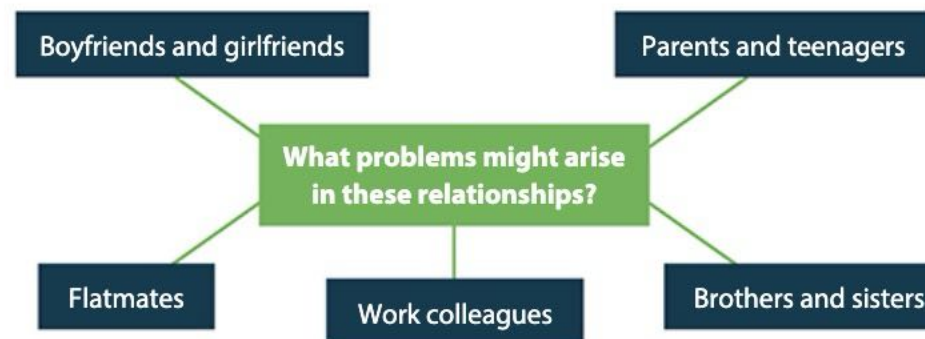 Boyfriends and girlfriends
Parents and teenagers
What problems might arise
in these relationships?
Flatmates
Work colleagues
Brothers and sisters